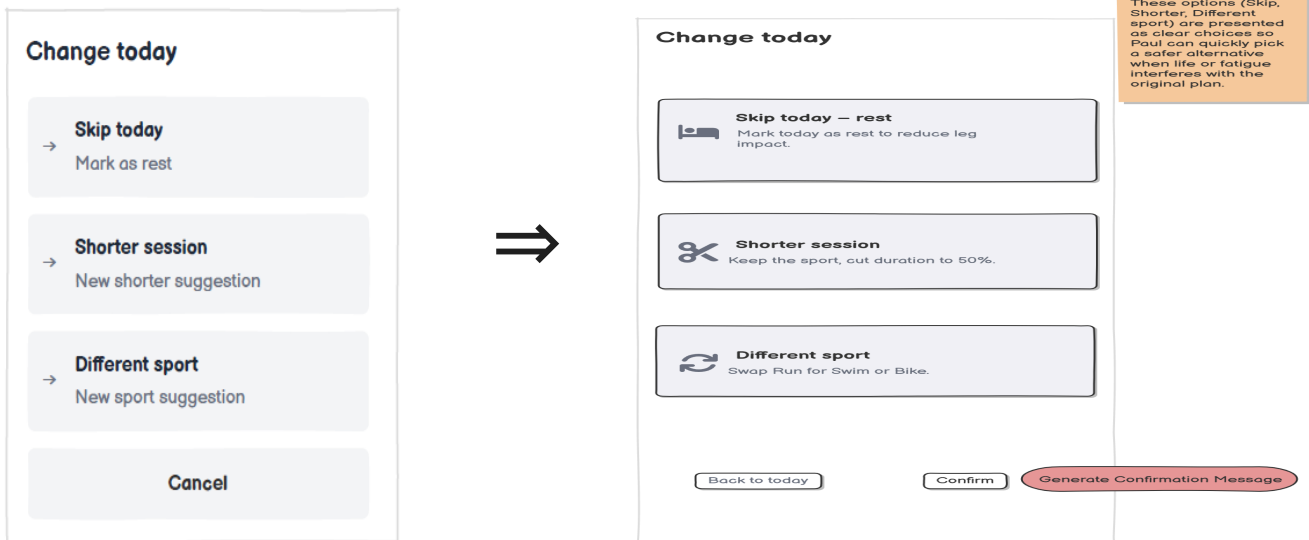 Change today
→
Skip today
Mark as rest
→
Shorter session
New shorter suggestion
→
Different sport
New sport suggestion
Cancel
⇒
Change today
Skip today – rest
Mark today as rest to reduce leg
impact.
Shorter session
Keep the sport, cut duration to 50%.
Different sport
Swap Run for Swim or Bike.
Back to today
Confirm
Generate Confirmation Message
These options (Skip,
Shorter, Different
sport) are presented
as clear choices so
Paul can quickly pick
a safer alternative
when life or fatigue
interferes with the
original plan.